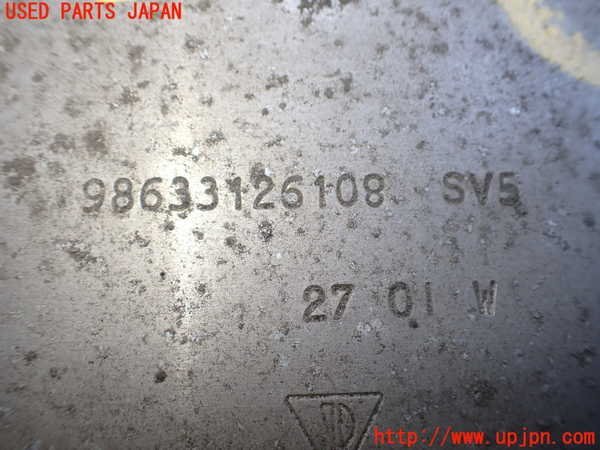 USED PARTS JAPAN
98633126108 SV5
27 01 W
http://www.upjpn.com/